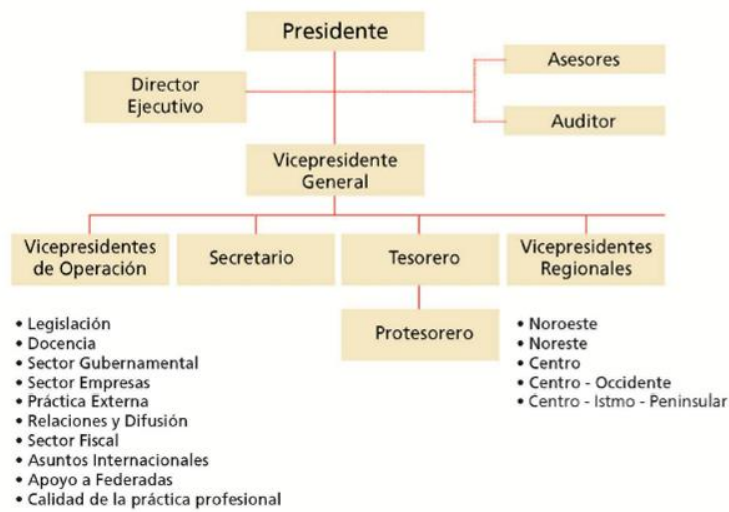 Presidente
Director
Ejecutivo
Asesores
Auditor
Vicepresidente
General
Vicepresidentes
de Operación
Secretario
Tesorero
Vicepresidentes
Regionales
Protesorero
• Legislación
• Docencia
• Sector Gubernamental
• Sector Empresas
• Práctica Externa
• Relaciones y Difusión
• Sector Fiscal
• Asuntos Internacionales
• Apoyo a Federadas
• Calidad de la práctica profesional
• Noroeste
• Noreste
• Centro
• Centro - Occidente
• Centro - Istmo - Peninsular